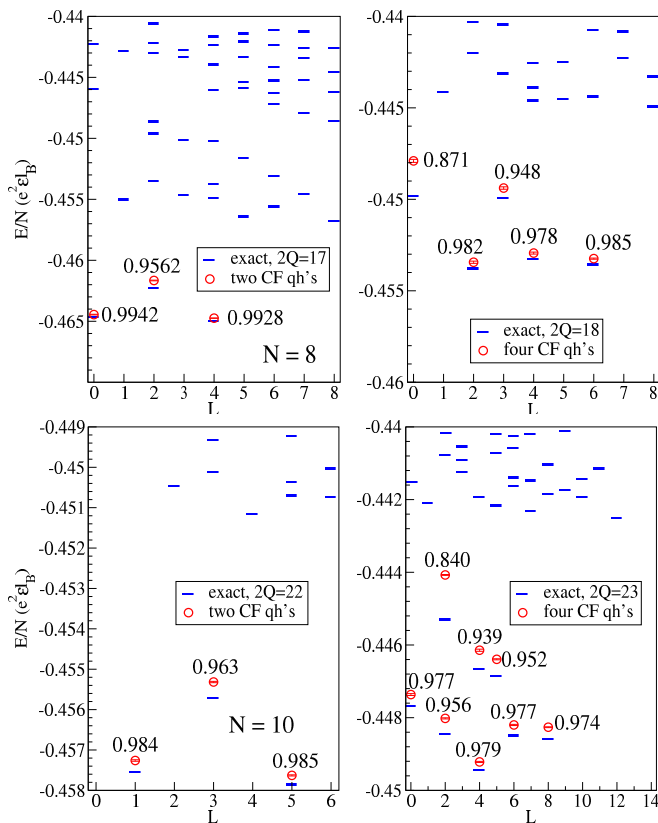 -0.44
-0.445
-0.45
-0.455
-0.46
-0.465
E/N (e²εl_B)
0.9562
0.9942
0.9928
exact, 2Q=17
two CF qh's
N = 8
0 1 2 3 4 5 6 7 8
L
-0.44
-0.445
-0.45
-0.455
-0.46
0.871
0.948
0.982
0.978
0.985
exact, 2Q=18
four CF qh's
0 1 2 3 4 5 6 7 8
L
-0.449
-0.45
-0.451
-0.452
-0.453
-0.454
-0.455
-0.456
-0.457
-0.458
E/N (e²εl_B)
exact, 2Q=22
two CF qh's
0.963
0.984
0.985
N = 10
0 1 2 3 4 5 6
L
-0.44
-0.442
-0.444
-0.446
-0.448
-0.45
exact, 2Q=23
four CF qh's
0.840
0.939
0.952
0.977
0.956
0.977
0.974
0.979
0 2 4 6 8 10 12 14
L